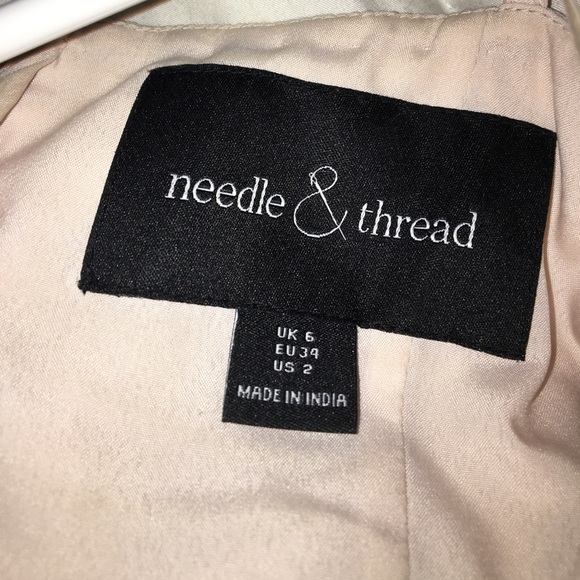 needle & thread
UK 6
EU 34
US 2
MADE IN INDIA